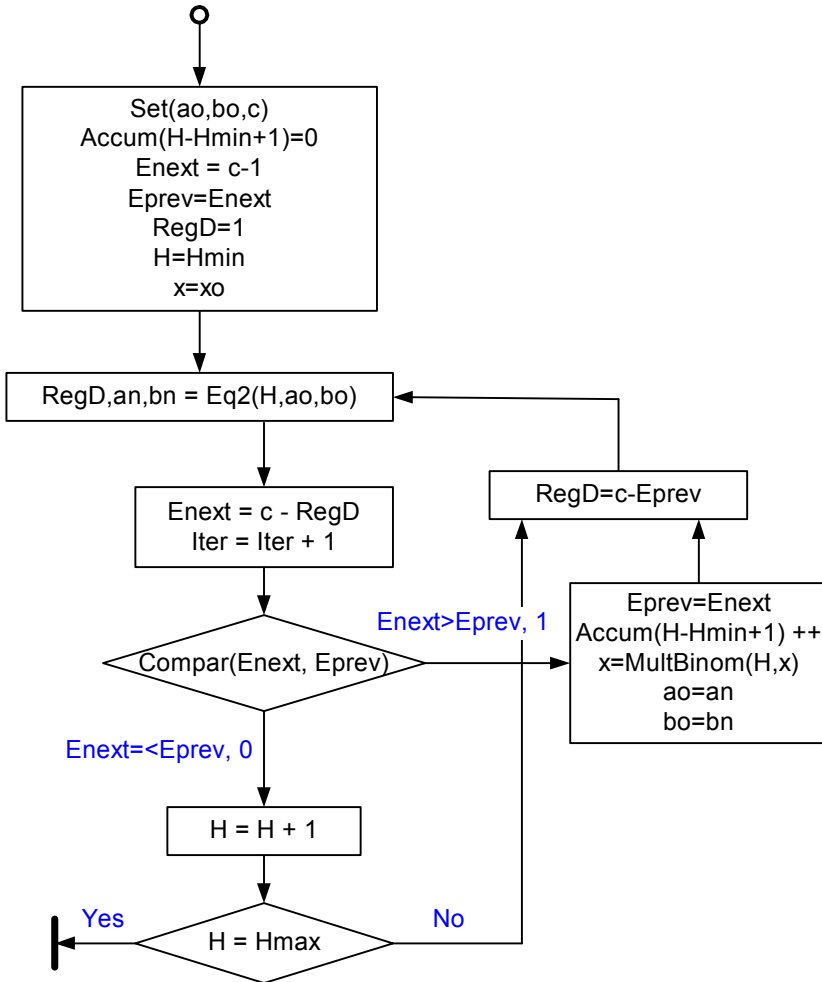 Set(ao,bo,c)
Accum(H-Hmin+1)=0
Enext = c-1
Eprev=Enext
RegD=1
H=Hmin
x=xo
RegD,an,bn = Eq2(H,ao,bo)
Enext = c - RegD
Iter = Iter + 1
RegD=c-Eprev
Compar(Enext, Eprev)
Enext>Eprev, 1
Eprev=Enext
Accum(H-Hmin+1) ++
x=MultBinom(H,x)
ao=an
bo=bn
Enext=<Eprev, 0
H = H + 1
H = Hmax
Yes
No